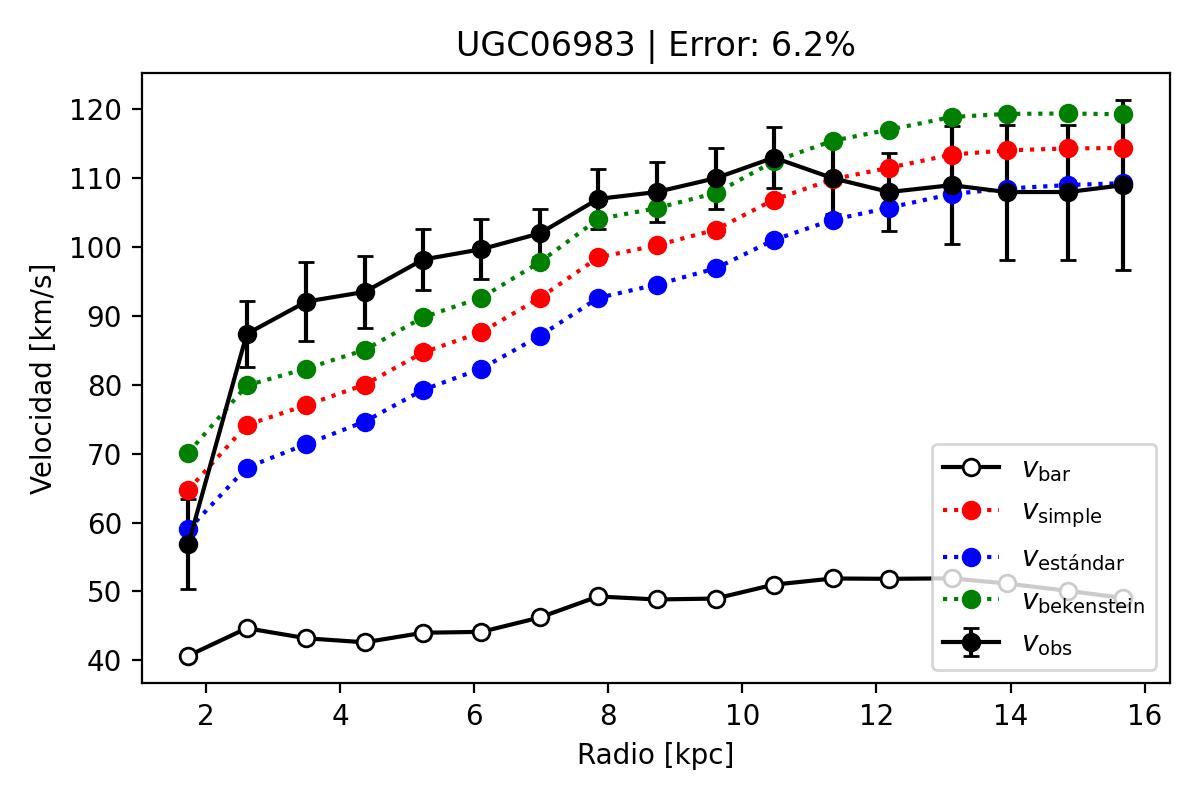 UGC06983 | Error: 6.2%
120
110
100
90
80
70
60
50
40
Velocidad [km/s]
v_bar
v_simple
v_estándar
v_bekenstein
v_obs
2 4 6 8 10 12 14 16
Radio [kpc]